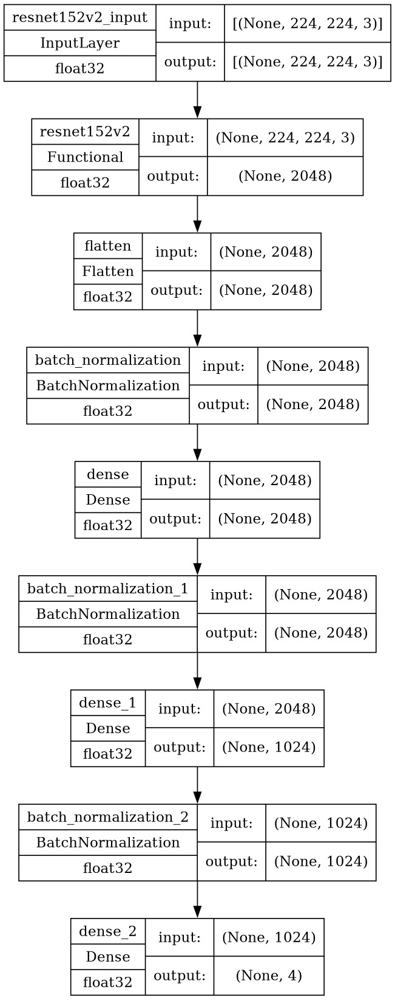 resnet152v2_input
InputLayer
float32
input:
[(None, 224, 224, 3)]
output:
[(None, 224, 224, 3)]
resnet152v2
Functional
float32
input:
(None, 224, 224, 3)
output:
(None, 2048)
flatten
Flatten
float32
input:
(None, 2048)
output:
(None, 2048)
batch_normalization
BatchNormalization
float32
input:
(None, 2048)
output:
(None, 2048)
dense
Dense
float32
input:
(None, 2048)
output:
(None, 2048)
batch_normalization_1
BatchNormalization
float32
input:
(None, 2048)
output:
(None, 2048)
dense_1
Dense
float32
input:
(None, 2048)
output:
(None, 1024)
batch_normalization_2
BatchNormalization
float32
input:
(None, 1024)
output:
(None, 1024)
dense_2
Dense
float32
input:
(None, 1024)
output:
(None, 4)